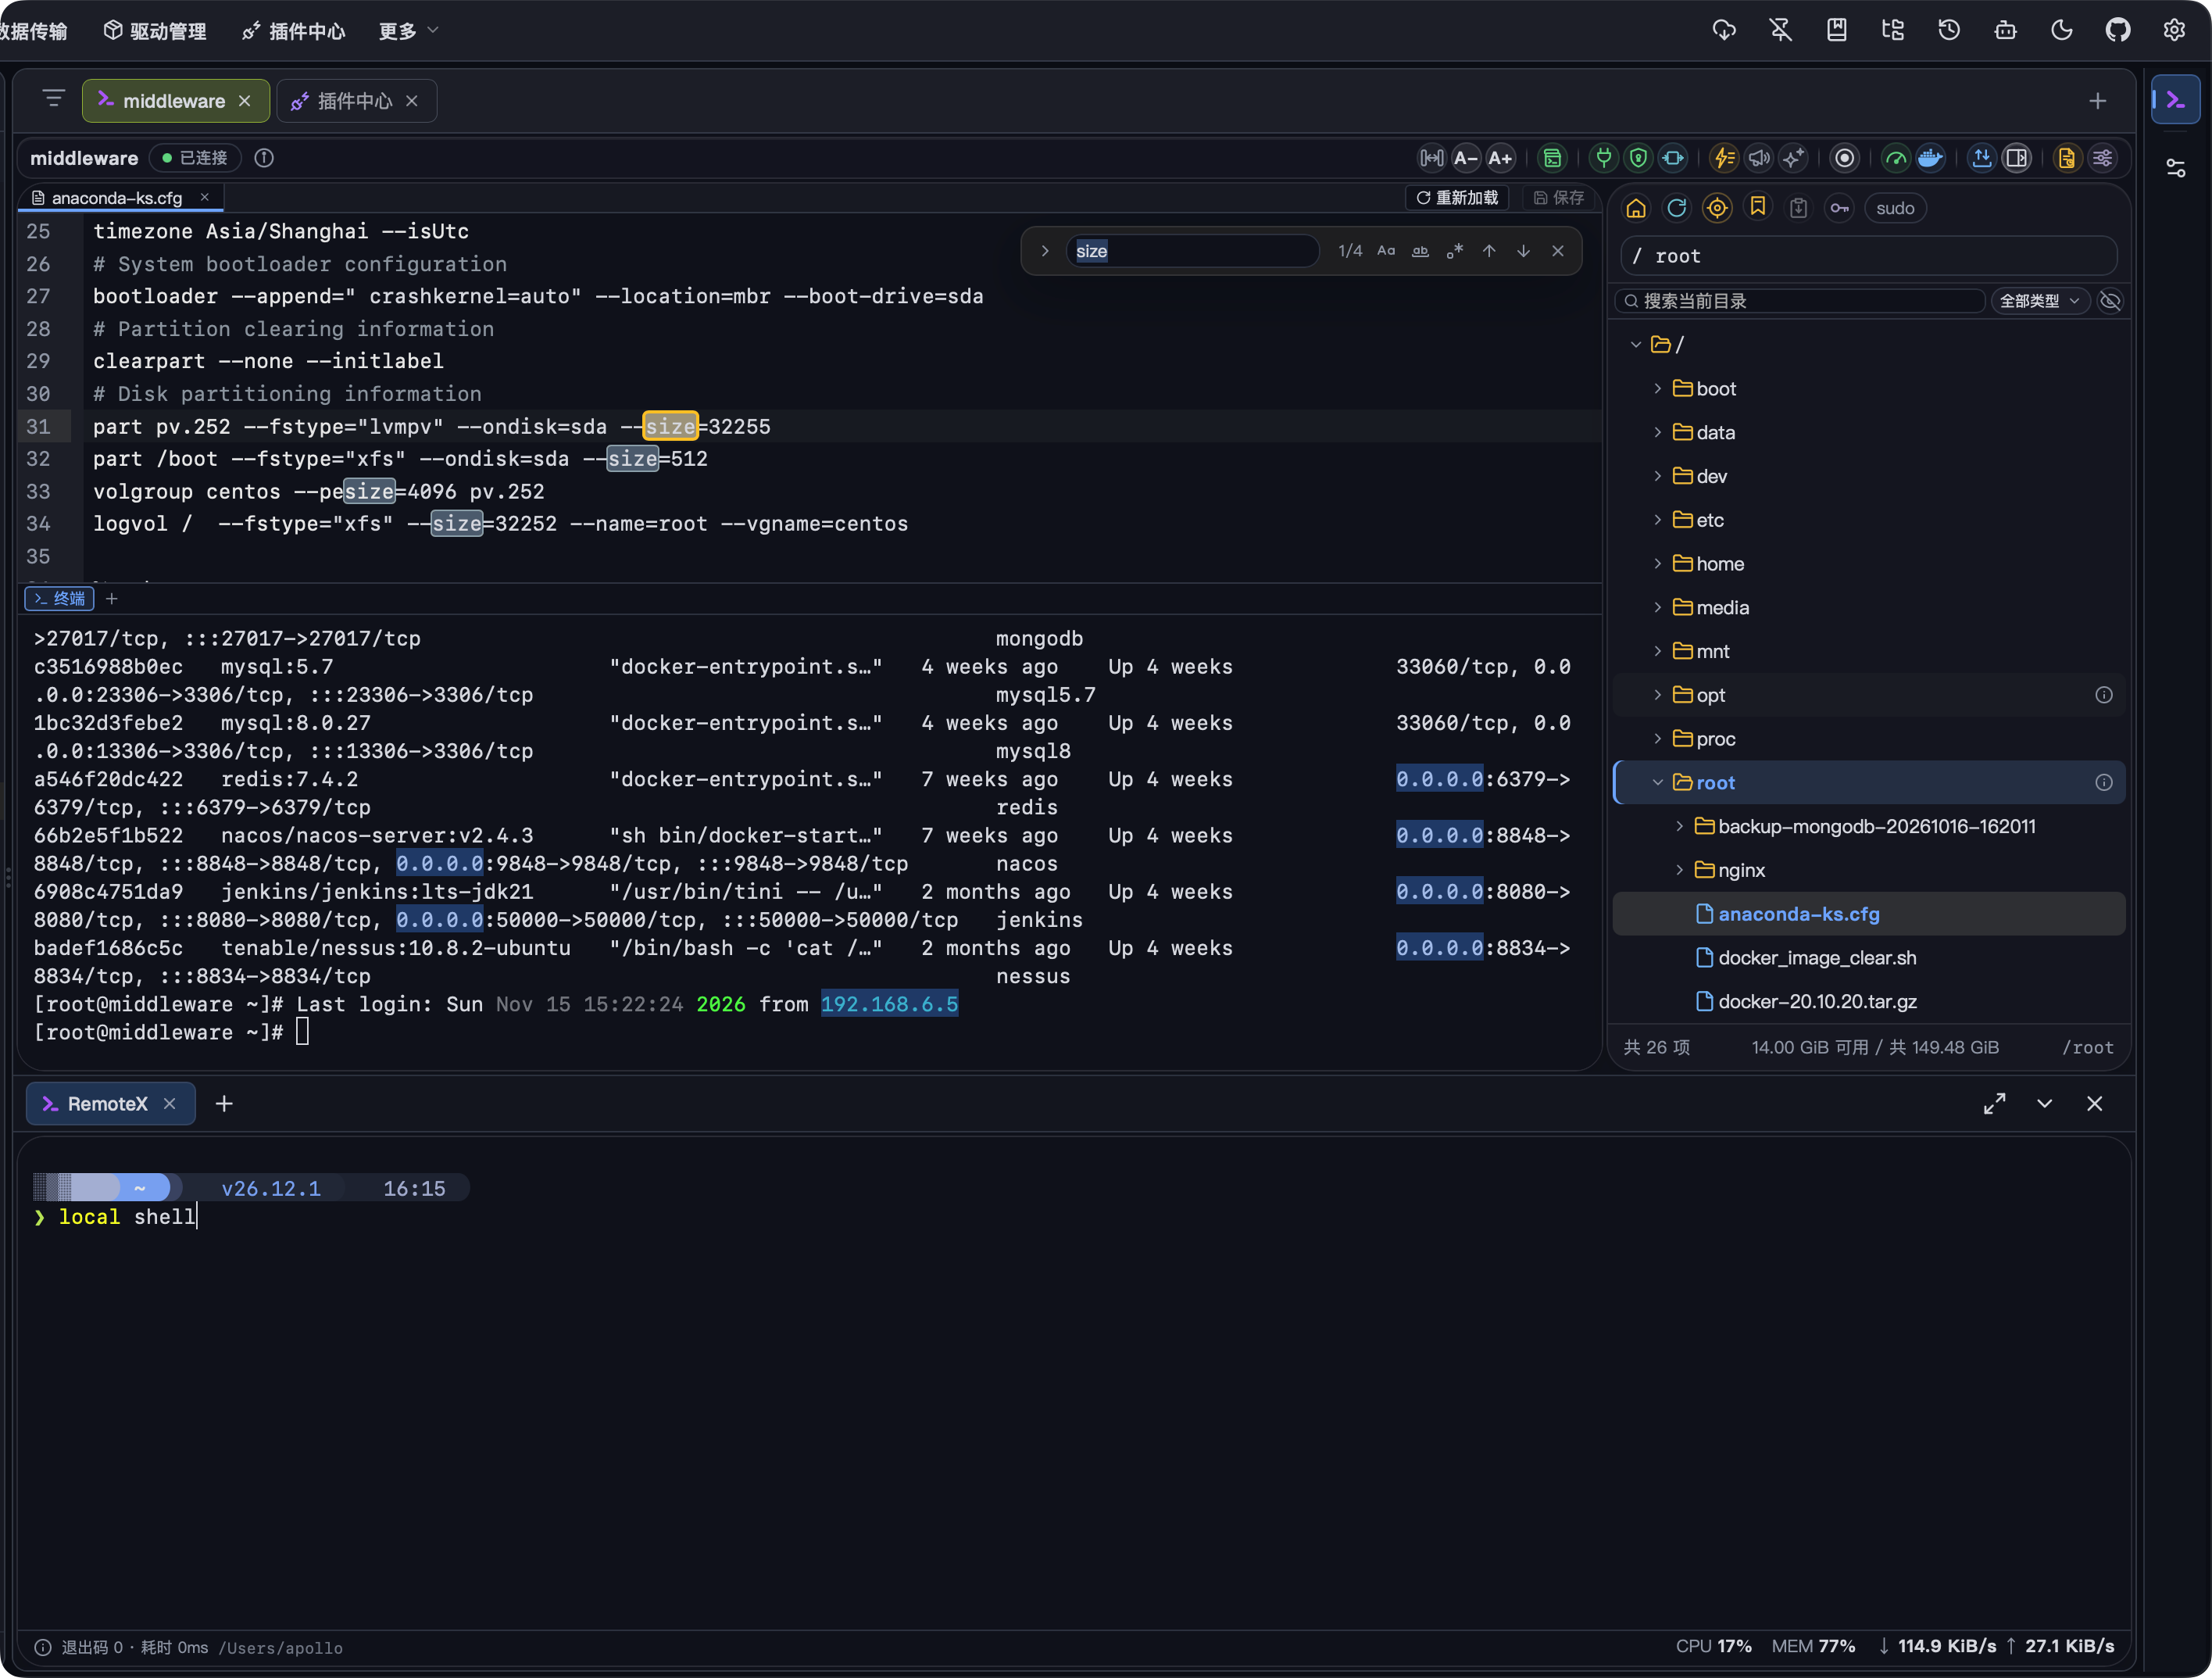 数据传输 驱动管理 插件中心 更多
middleware 插件中心
middleware 已连接 A- A+
anaconda-ks.cfg 重新加载 保存
size 1/4 Aa ab .*
25 timezone Asia/Shanghai --isUtc
26 # System bootloader configuration
27 bootloader --append=" crashkernel=auto" --location=mbr --boot-drive=sda
28 # Partition clearing information
29 clearpart --none --initlabel
30 # Disk partitioning information
31 part pv.252 --fstype="lvmpv" --ondisk=sda --size=32255
32 part /boot --fstype="xfs" --ondisk=sda --size=512
33 volgroup centos --pesize=4096 pv.252
34 logvol /  --fstype="xfs" --size=32252 --name=root --vgname=centos
35
终端
>27017/tcp, :::27017->27017/tcp mongodb
c3516988b0ec mysql:5.7 "docker-entrypoint.s…" 4 weeks ago Up 4 weeks 33060/tcp, 0.0
.0.0:23306->3306/tcp, :::23306->3306/tcp mysql5.7
1bc32d3febe2 mysql:8.0.27 "docker-entrypoint.s…" 4 weeks ago Up 4 weeks 33060/tcp, 0.0
.0.0:13306->3306/tcp, :::13306->3306/tcp mysql8
a546f20dc422 redis:7.4.2 "docker-entrypoint.s…" 7 weeks ago Up 4 weeks 0.0.0.0:6379->
6379/tcp, :::6379->6379/tcp redis
66b2e5f1b522 nacos/nacos-server:v2.4.3 "sh bin/docker-start…" 7 weeks ago Up 4 weeks 0.0.0.0:8848->
8848/tcp, :::8848->8848/tcp, 0.0.0.0:9848->9848/tcp, :::9848->9848/tcp nacos
6908c4751da9 jenkins/jenkins:lts-jdk21 "/usr/bin/tini -- /u…" 2 months ago Up 4 weeks 0.0.0.0:8080->
8080/tcp, :::8080->8080/tcp, 0.0.0.0:50000->50000/tcp, :::50000->50000/tcp jenkins
badef1686c5c tenable/nessus:10.8.2-ubuntu "/bin/bash -c 'cat /…" 2 months ago Up 4 weeks 0.0.0.0:8834->
8834/tcp, :::8834->8834/tcp nessus
[root@middleware ~]# Last login: Sun Nov 15 15:22:24 2026 from 192.168.6.5
[root@middleware ~]#
sudo
/ root
搜索当前目录 全部类型
/
boot
data
dev
etc
home
media
mnt
opt
proc
root
backup-mongodb-20261016-162011
nginx
anaconda-ks.cfg
docker_image_clear.sh
docker-20.10.20.tar.gz
共 26 项 14.00 GiB 可用 / 共 149.48 GiB /root
RemoteX
~ v26.12.1 16:15
❯ local shell
退出码 0 · 耗时 0ms /Users/apollo CPU 17% MEM 77% ↓ 114.9 KiB/s ↑ 27.1 KiB/s